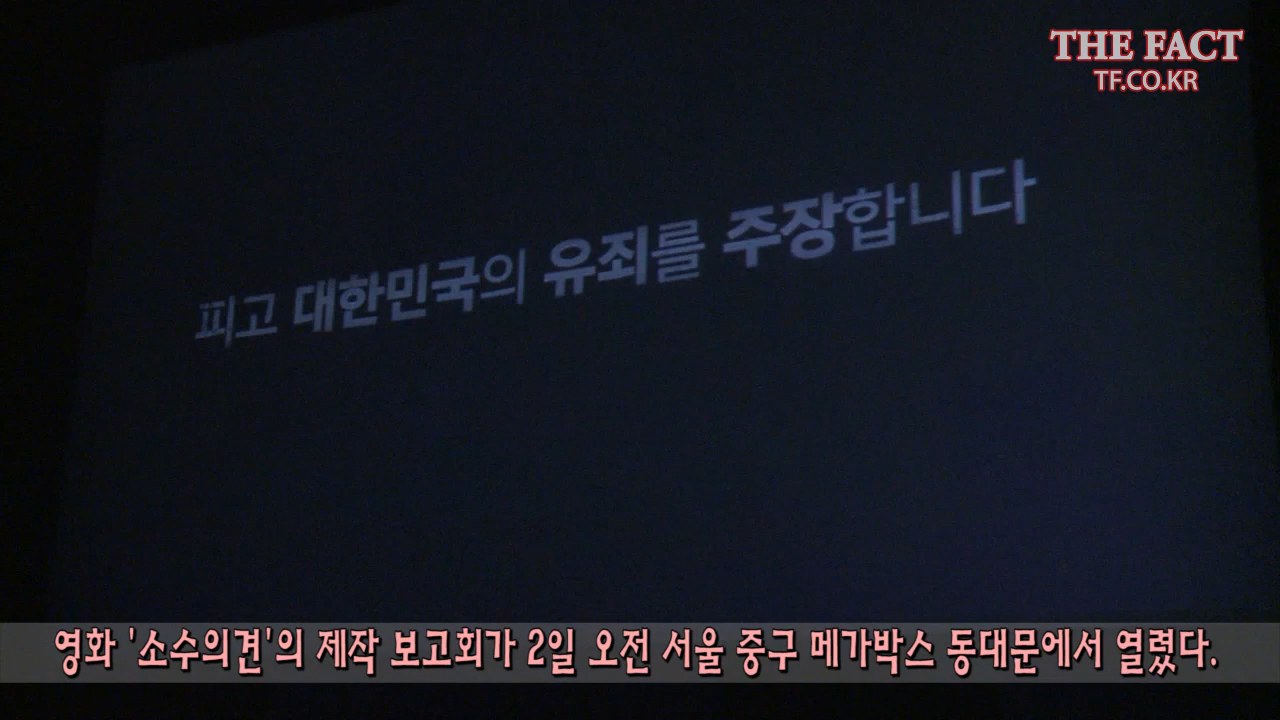 THE FACT
TF.CO.KR
피고 대한민국의 유죄를 주장합니다
영화 '소수의견'의 제작 보고회가 2일 오전 서울 중구 메가박스 동대문에서 열렸다.